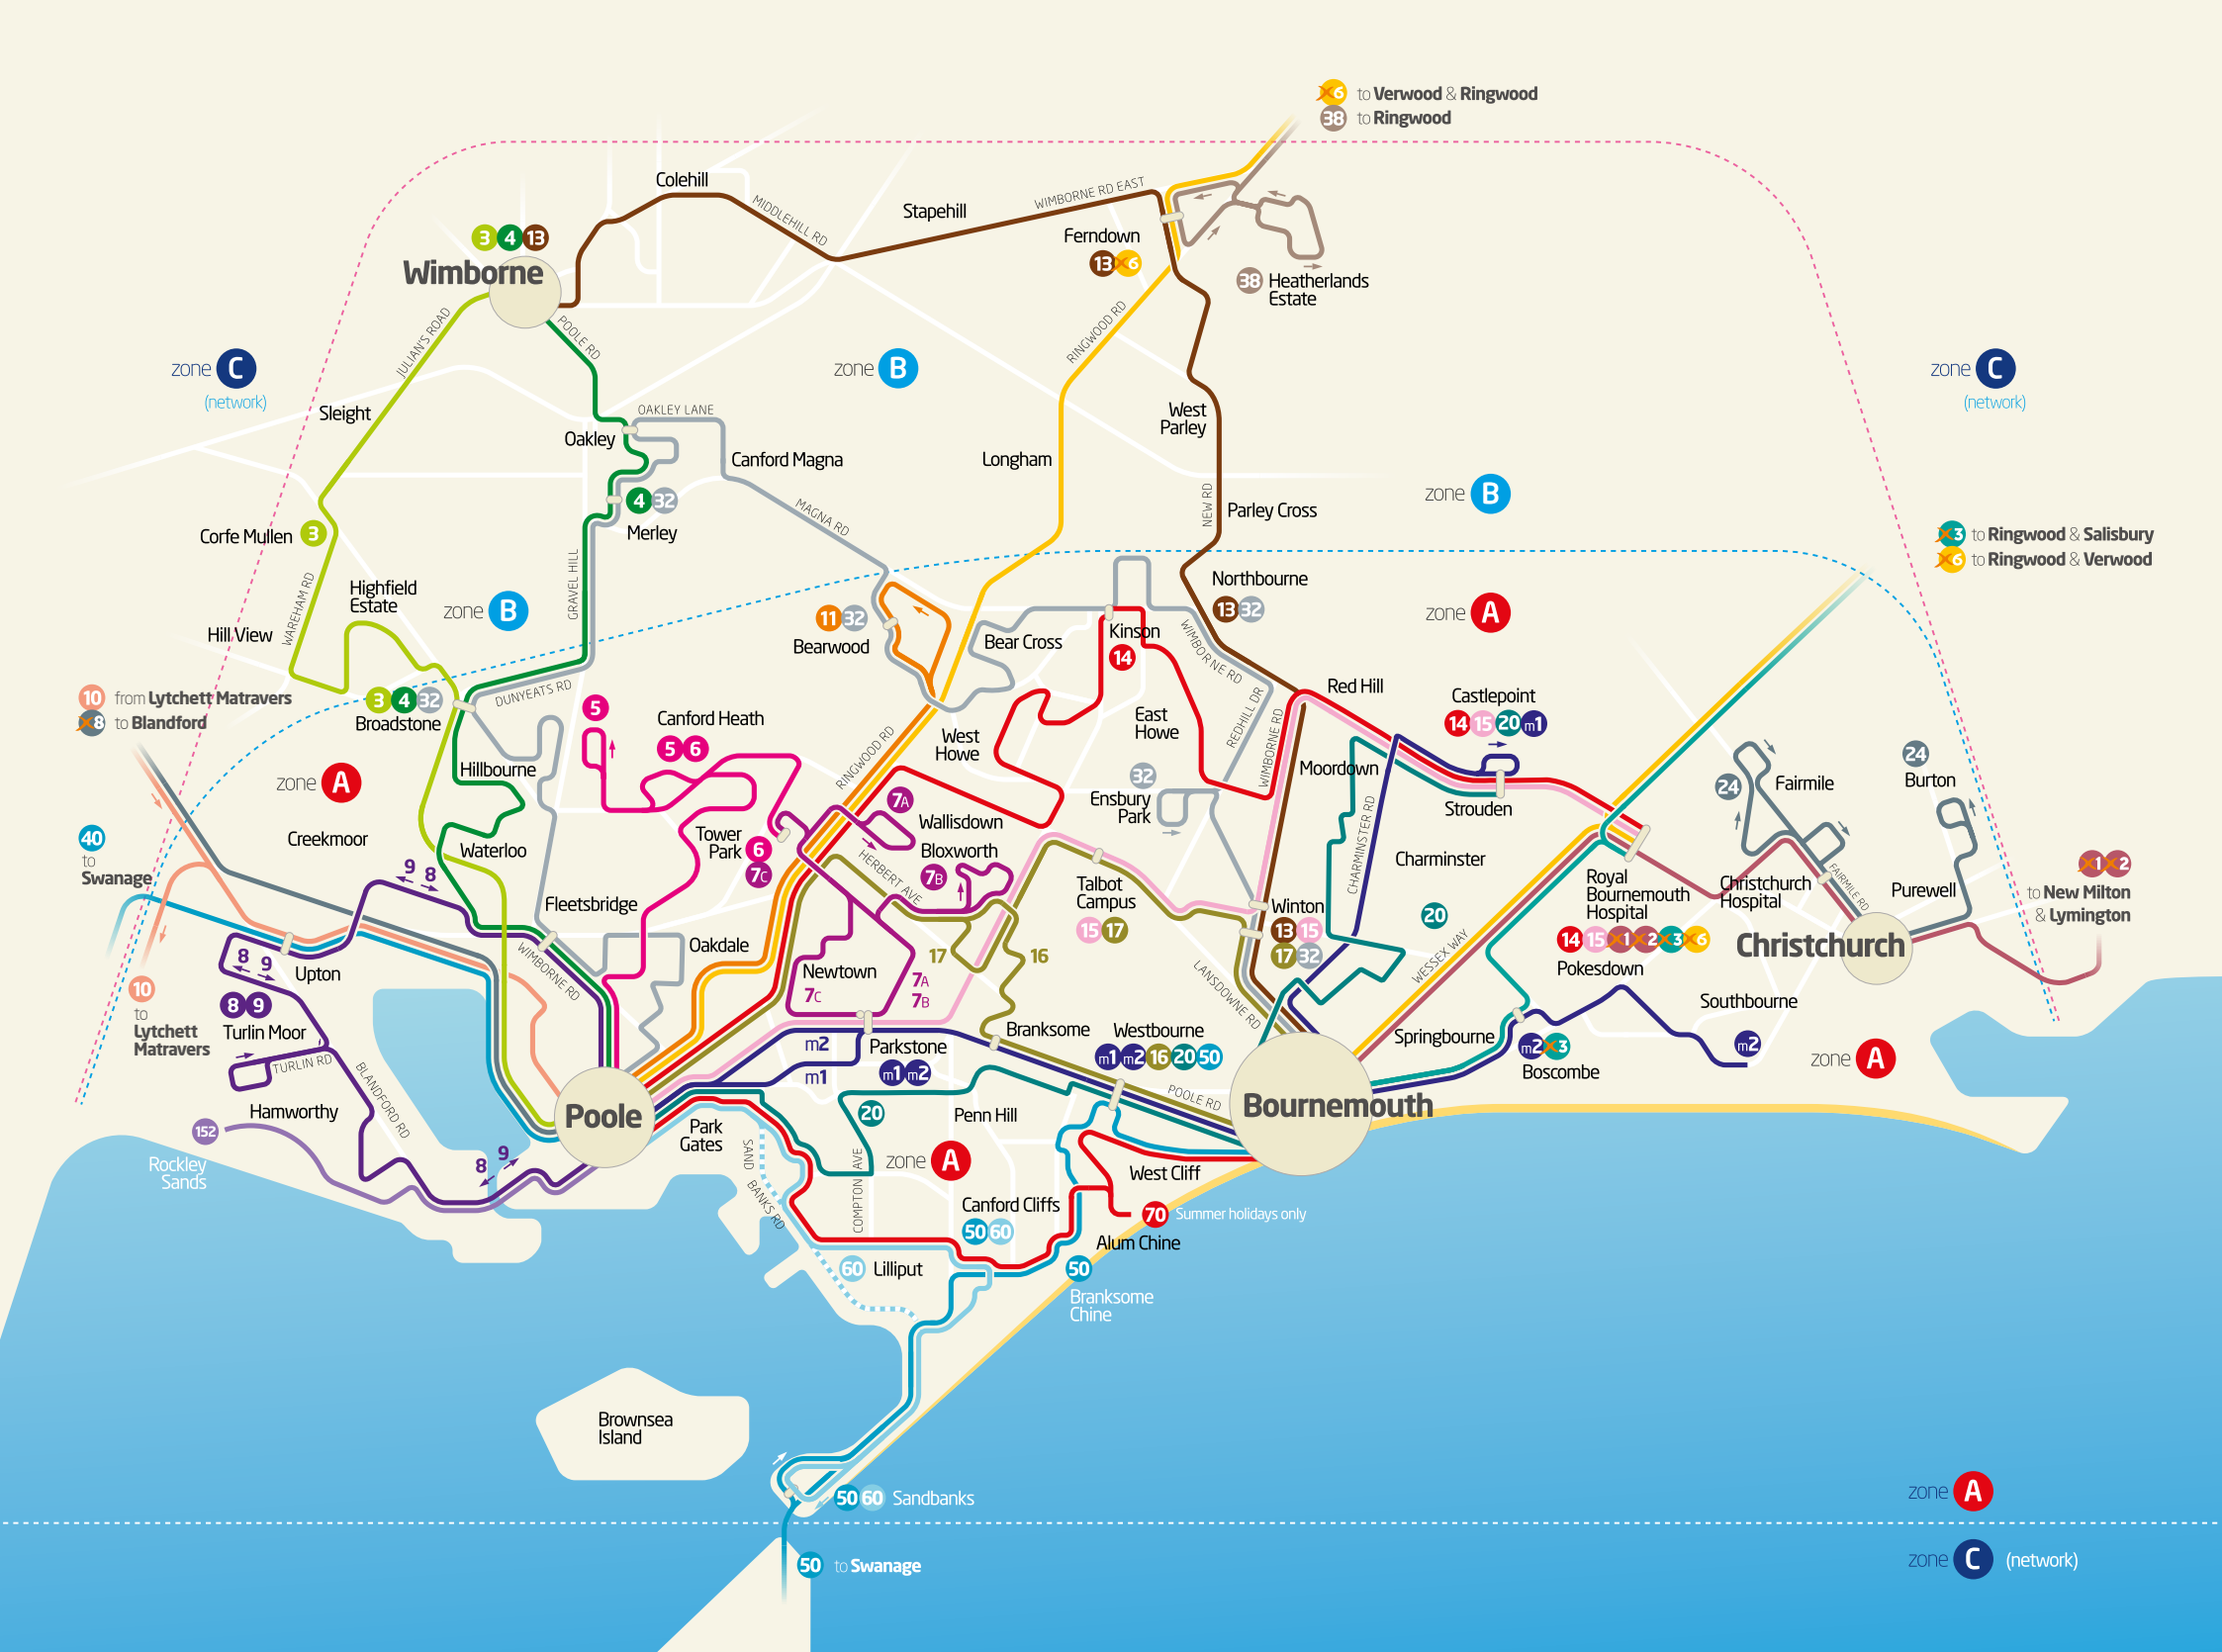 X6 to Verwood & Ringwood
38 to Ringwood
Colehill
MIDDLEHILL RD
Stapehill
WIMBORNE RD EAST
3 4 13
Wimborne
Ferndown
13 X6
38 Heatherlands
Estate
JULIAN'S ROAD
POOLE RD
RINGWOOD RD
zone C
(network)
zone B
zone C
(network)
Sleight
OAKLEY LANE
Oakley
Canford Magna
Longham
West
Parley
MAGNA RD
4 32
Merley
NEW RD
Parley Cross
zone B
Corfe Mullen 3
X3 to Ringwood & Salisbury
X6 to Ringwood & Verwood
WAREHAM RD
Highfield
Estate
zone B
GRAVEL HILL
Hill View
11 32
Bearwood
Bear Cross
Kinson
14
Northbourne
13 32
WIMBORNE RD
zone A
10 from Lytchett Matravers
X8 to Blandford
3 4 32
Broadstone
DUNYEATS RD
5
Canford Heath
5 6
RINGWOOD RD
West
Howe
East
Howe
REDHILL DR
WIMBORNE RD
Red Hill
Castlepoint
14 15 20 m1
zone A
Hillbourne
Creekmoor
Waterloo
40
to
Swanage
9 8
Tower
Park 6
7C
7A
Wallisdown
Bloxworth
7B
HERBERT AVE
32
Ensbury
Park
Moordown
CHARMINSTER RD
Strouden
Charminster
24
Fairmile
24
Burton
FAIRMILE RD
X1 X2
to New Milton
& Lymington
Fleetsbridge
WIMBORNE RD
Oakdale
Newtown
7C
7A
7B
17
16
Talbot
Campus
15 17
Winton
13 15
17 32
20
WESSEX WAY
LANSDOWNE RD
Royal
Bournemouth
Hospital
14 15 X1 X2 X3 X6
Christchurch
Hospital
Purewell
Christchurch
Upton
8 9
8 9
Turlin Moor
TURLIN RD
BLANDFORD RD
10
to
Lytchett
Matravers
Pokesdown
Southbourne
m2
Springbourne
m2 X3
Boscombe
zone A
m2
m1
Parkstone
m1 m2
Branksome
Westbourne
m1 m2 16 20 50
POOLE RD
Bournemouth
Poole
Hamworthy
152
Rockley
Sands
8 9
Park
Gates
SAND BANKS RD
20
COMPTON AVE
Penn Hill
zone A
West Cliff
Canford Cliffs
50 60
70 Summer holidays only
Alum Chine
60 Lilliput
50
Branksome
Chine
Brownsea
Island
50 60 Sandbanks
zone A
50 to Swanage
zone C (network)